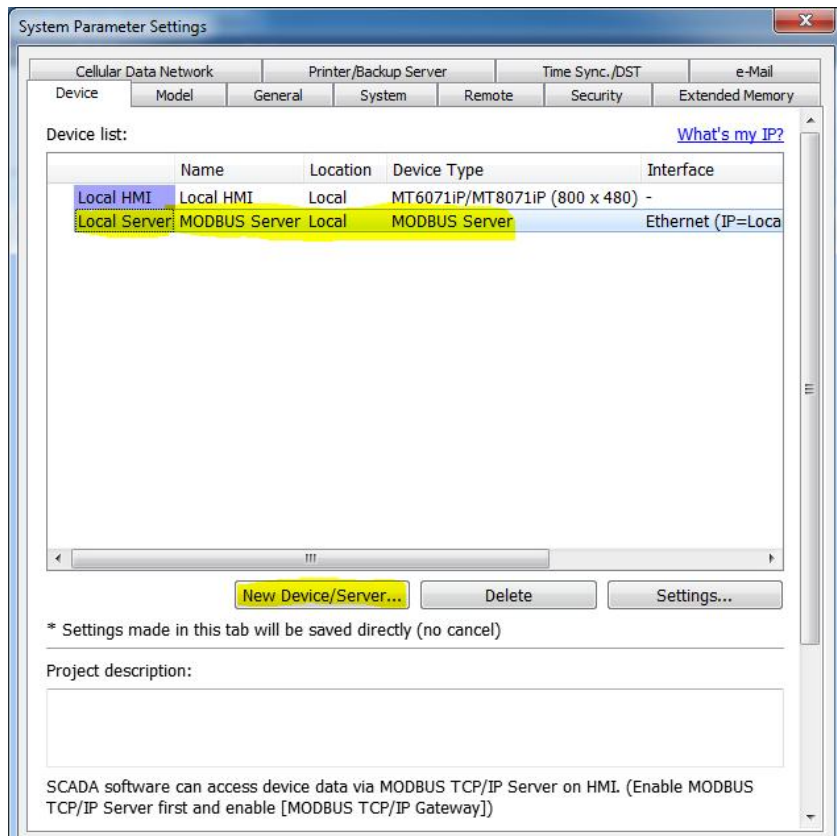 System Parameter Settings
Cellular Data Network Printer/Backup Server Time Sync./DST e-Mail
Device Model General System Remote Security Extended Memory
Device list: What's my IP?
Name Location Device Type Interface
Local HMI Local HMI Local MT6071iP/MT8071iP (800 x 480) -
Local Server MODBUS Server Local MODBUS Server Ethernet (IP=Loca
New Device/Server... Delete Settings...
* Settings made in this tab will be saved directly (no cancel)
Project description:
SCADA software can access device data via MODBUS TCP/IP Server on HMI. (Enable MODBUS
TCP/IP Server first and enable [MODBUS TCP/IP Gateway])